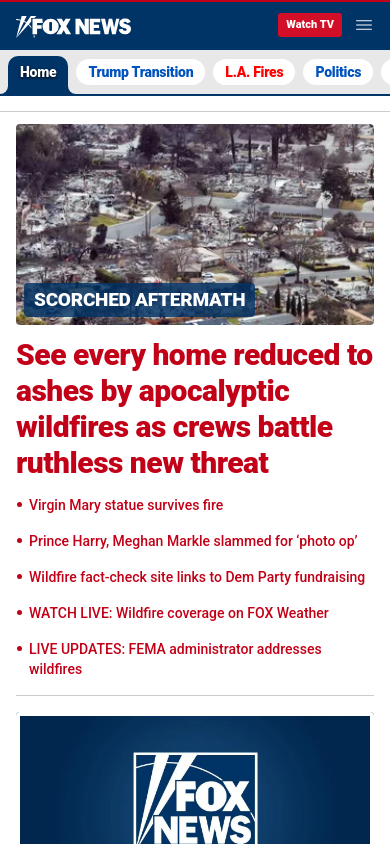 FOX NEWS
Watch TV
Home
Trump Transition
L.A. Fires
Politics
SCORCHED AFTERMATH
See every home reduced to
ashes by apocalyptic
wildfires as crews battle
ruthless new threat
Virgin Mary statue survives fire
Prince Harry, Meghan Markle slammed for ‘photo op’
Wildfire fact-check site links to Dem Party fundraising
WATCH LIVE: Wildfire coverage on FOX Weather
LIVE UPDATES: FEMA administrator addresses
wildfires
FOX
NEWS